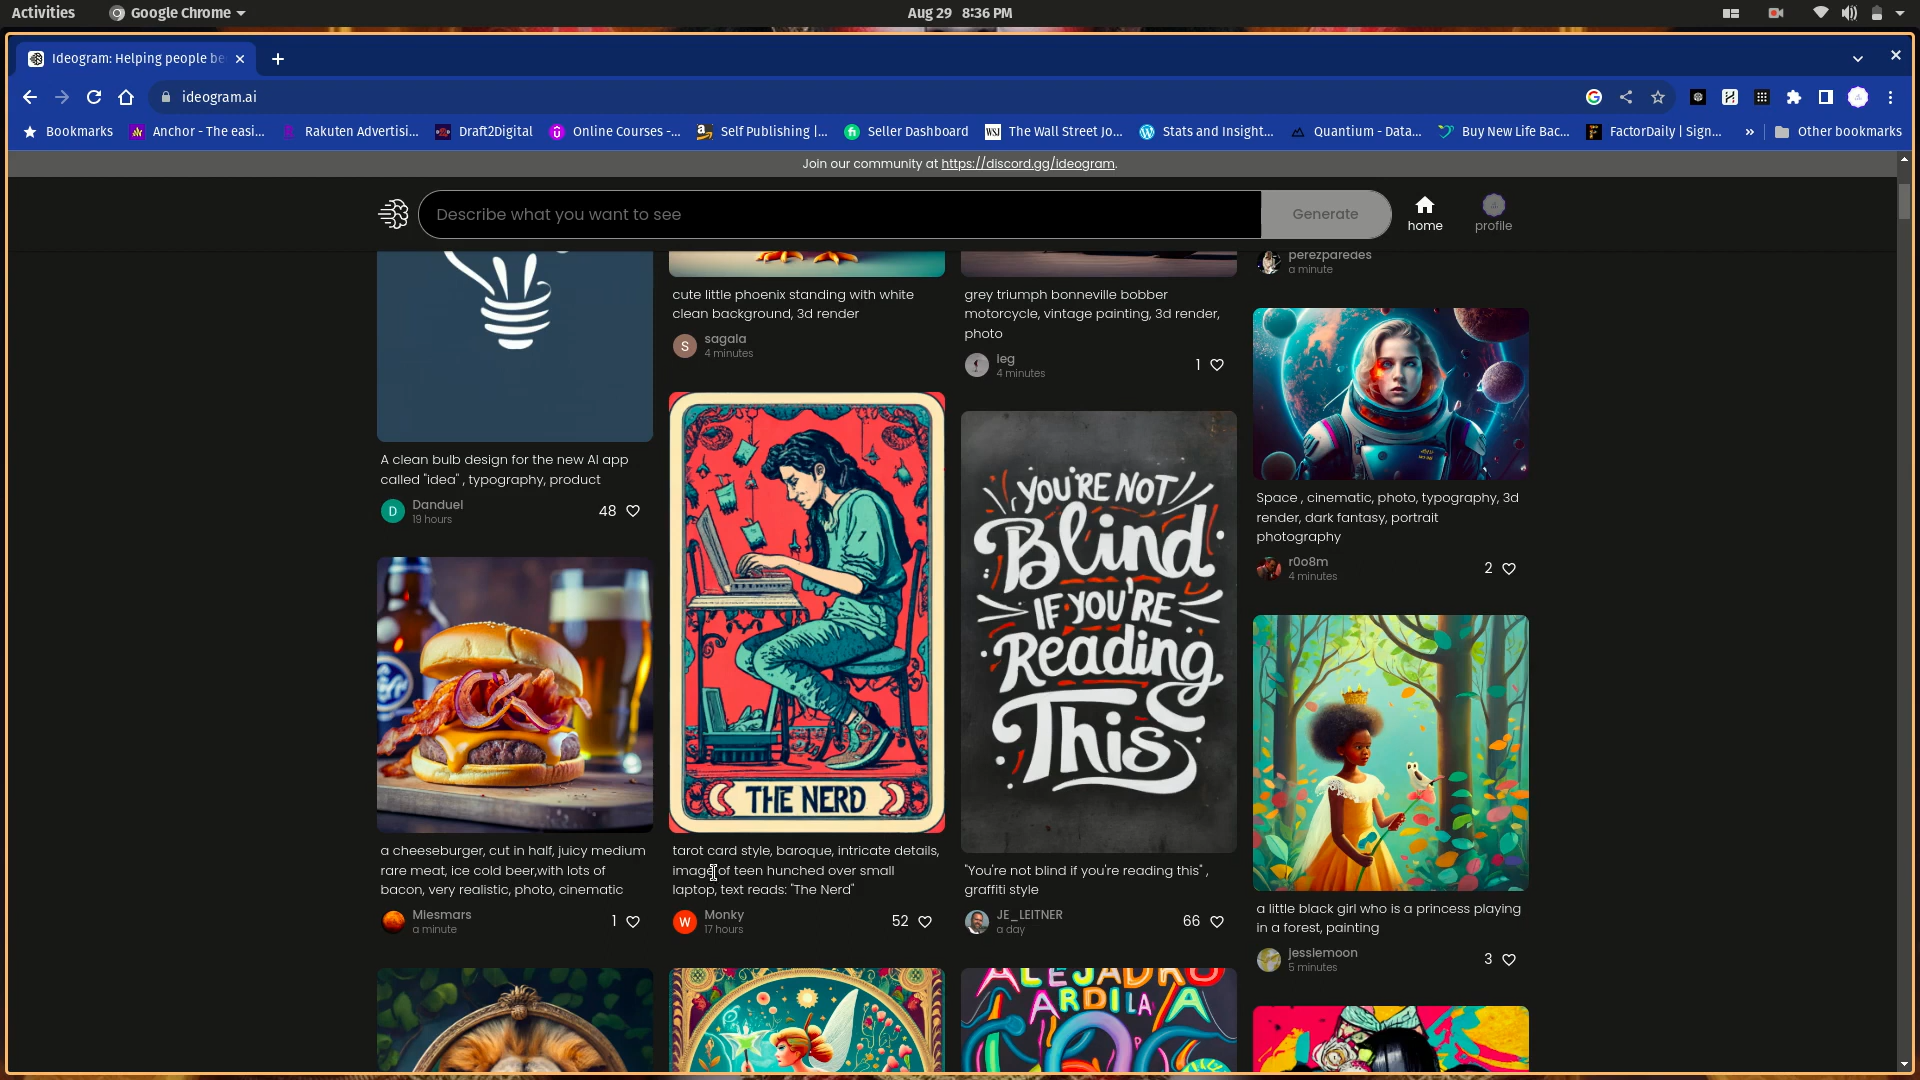 Activities
Google Chrome
Aug 29 8:36 PM
Ideogram: Helping people be
ideogram.ai
Bookmarks
Anchor - The easi...
Rakuten Advertisi...
Draft2Digital
Online Courses -...
Self Publishing |...
Seller Dashboard
WSJ
The Wall Street Jo...
Stats and Insight...
Quantium - Data...
Buy New Life Bac...
FactorDaily | Sign...
»
Other bookmarks
Join our community at https://discord.gg/ideogram.
Describe what you want to see
Generate
home
profile
A clean bulb design for the new AI app
called "idea" , typography, product
D
Danduel
19 hours
48
a cheeseburger, cut in half, juicy medium
rare meat, ice cold beer,with lots of
bacon, very realistic, photo, cinematic
Mlesmars
a minute
1
cute little phoenix standing with white
clean background, 3d render
S
sagala
4 minutes
THE NERD
tarot card style, baroque, intricate details,
image of teen hunched over small
laptop, text reads: "The Nerd"
W
Monky
17 hours
52
grey triumph bonneville bobber
motorcycle, vintage painting, 3d render,
photo
leg
4 minutes
1
YOU'RE NOT
Blind
IF YOU'RE
Reading
This
"You're not blind if you're reading this" ,
graffiti style
JE_LEITNER
a day
66
ALEJADRO
ARDILA A
perezparedes
a minute
Space , cinematic, photo, typography, 3d
render, dark fantasy, portrait
photography
r0o8m
4 minutes
2
a little black girl who is a princess playing
in a forest, painting
jessiemoon
5 minutes
3